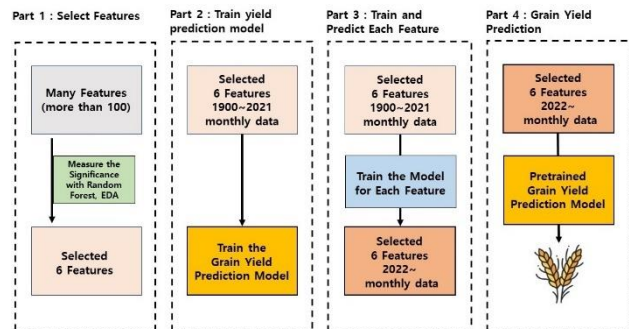 Part 1 : Select Features
Many Features
(more than 100)
Measure the
Significance
with Random
Forest, EDA
Selected
6 Features
Part 2 : Train yield
prediction model
Selected
6 Features
1900~2021
monthly data
Train the
Grain Yield
Prediction Model
Part 3 : Train and
Predict Each Feature
Selected
6 Features
1900~2021
monthly data
Train the Model
for Each Feature
Selected
6 Features
2022~
monthly data
Part 4 : Grain Yield
Prediction
Selected
6 Features
2022~
monthly data
Pretrained
Grain Yield
Prediction Model